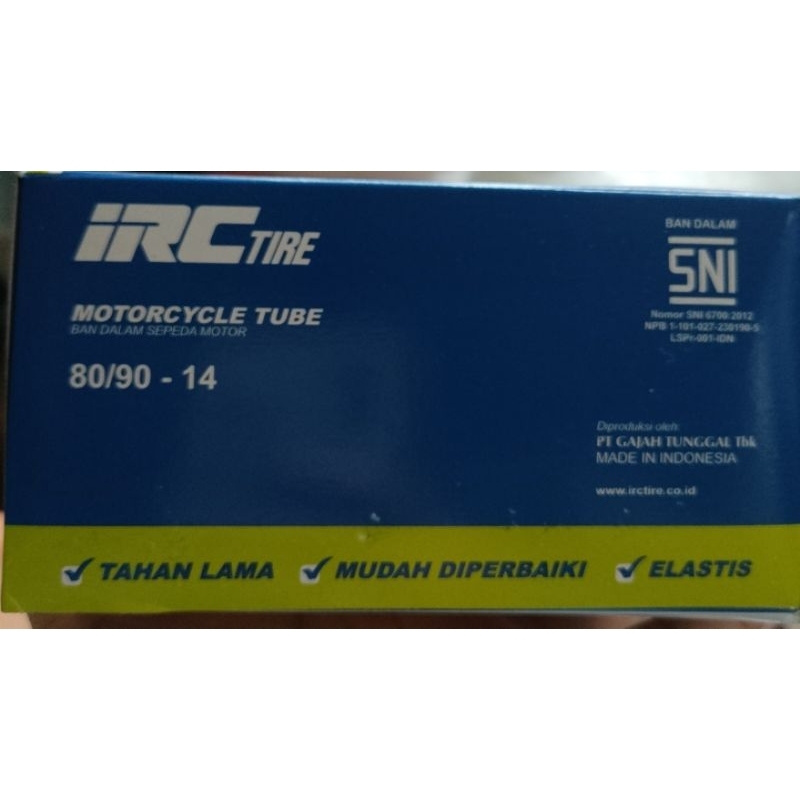 iRC TIRE
MOTORCYCLE TUBE
BAN DALAM SEPEDA MOTOR
80/90 - 14
BAN DALAM
SNI
Nomor SNI 6700:2012
NPB 1-101-027-230190-5
LSPr-001-IDN
Diproduksi oleh:
PT GAJAH TUNGGAL Tbk
MADE IN INDONESIA
www.irctire.co.id
TAHAN LAMA
MUDAH DIPERBAIKI
ELASTIS